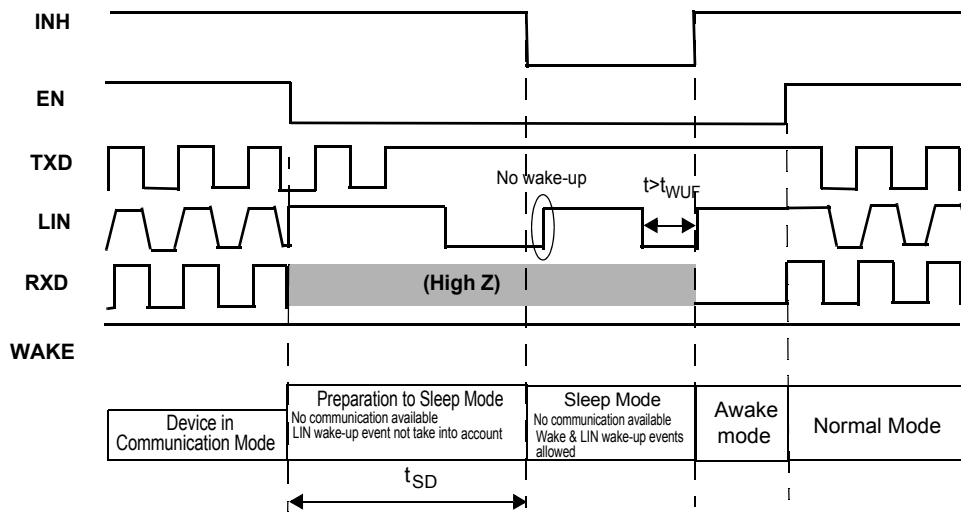 INH
EN
TXD
No wake-up
t>tWUF
LIN
RXD
(High Z)
WAKE
Device in
Communication Mode
Preparation to Sleep Mode
No communication available
LIN wake-up event not take into account
Sleep Mode
No communication available
Wake & LIN wake-up events
allowed
Awake
mode
Normal Mode
tSD